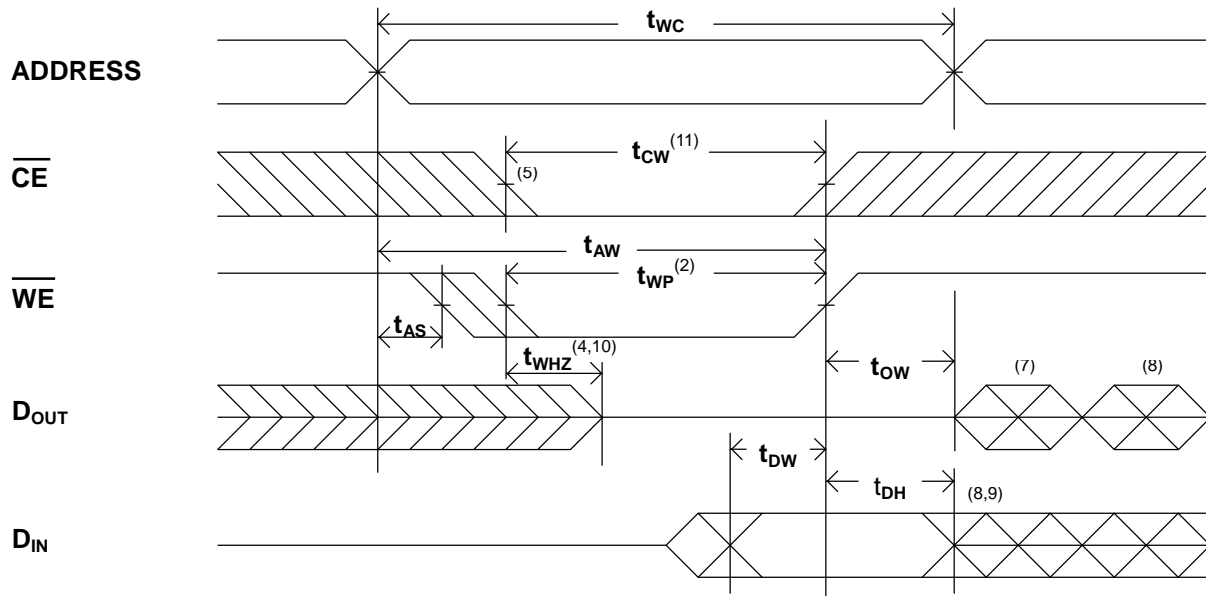 tWC
ADDRESS
CE
tCW(11)
(5)
tAW
WE
tWP(2)
tAS
tWHZ(4,10)
tOW
(7)
(8)
DOUT
tDW
tDH
(8,9)
DIN